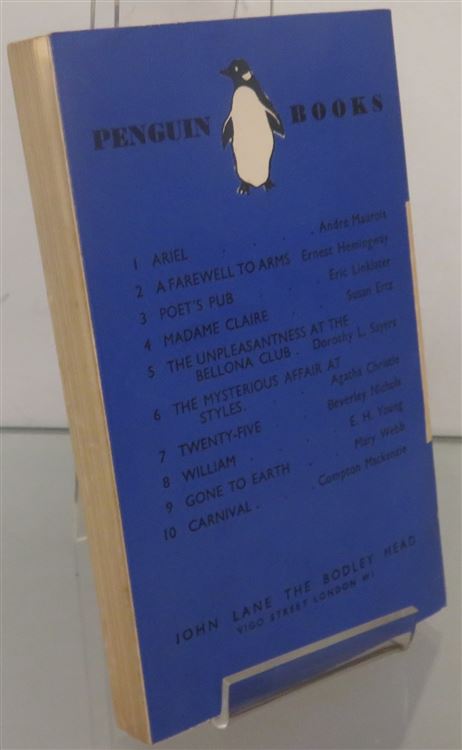 PENGUIN BOOKS
1 ARIEL . . . . André Maurois
2 A FAREWELL TO ARMS Ernest Hemingway
3 POET'S PUB . . . Eric Linklater
4 MADAME CLAIRE . . . Susan Ertz
5 THE UNPLEASANTNESS AT THE
BELLONA CLUB . Dorothy L. Sayers
6 THE MYSTERIOUS AFFAIR AT
STYLES . . . Agatha Christie
7 TWENTY-FIVE . . Beverley Nichols
8 WILLIAM . . . . E. H. Young
9 GONE TO EARTH . . Mary Webb
10 CARNIVAL . . . Compton Mackenzie
JOHN LANE THE BODLEY HEAD
VIGO STREET LONDON W1